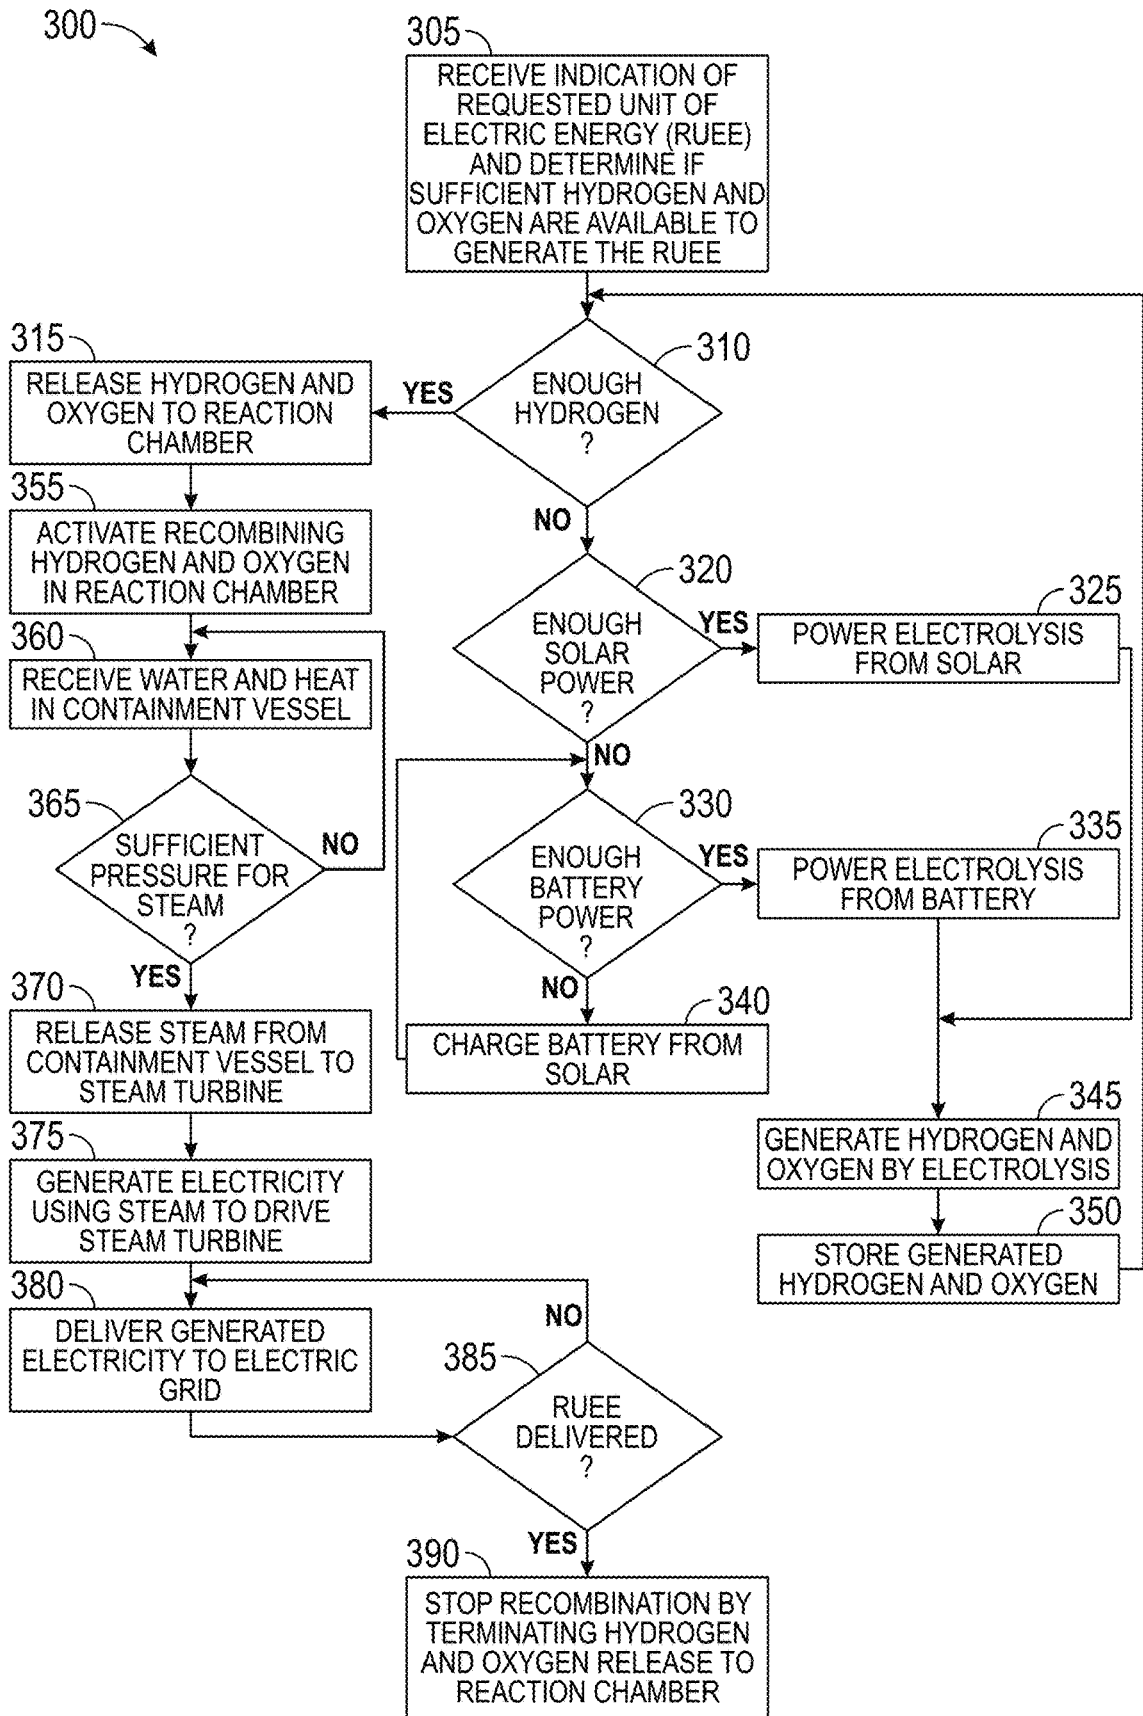 300
305
RECEIVE INDICATION OF
REQUESTED UNIT OF
ELECTRIC ENERGY (RUEE)
AND DETERMINE IF
SUFFICIENT HYDROGEN AND
OXYGEN ARE AVAILABLE TO
GENERATE THE RUEE
310
ENOUGH
HYDROGEN
?
YES
NO
315
RELEASE HYDROGEN AND
OXYGEN TO REACTION
CHAMBER
355
ACTIVATE RECOMBINING
HYDROGEN AND OXYGEN
IN REACTION CHAMBER
360
RECEIVE WATER AND HEAT
IN CONTAINMENT VESSEL
365
SUFFICIENT
PRESSURE FOR
STEAM
?
NO
YES
320
ENOUGH
SOLAR
POWER
?
YES
NO
325
POWER ELECTROLYSIS
FROM SOLAR
330
ENOUGH
BATTERY
POWER
?
YES
NO
335
POWER ELECTROLYSIS
FROM BATTERY
340
CHARGE BATTERY FROM
SOLAR
345
GENERATE HYDROGEN AND
OXYGEN BY ELECTROLYSIS
350
STORE GENERATED
HYDROGEN AND OXYGEN
370
RELEASE STEAM FROM
CONTAINMENT VESSEL TO
STEAM TURBINE
375
GENERATE ELECTRICITY
USING STEAM TO DRIVE
STEAM TURBINE
380
DELIVER GENERATED
ELECTRICITY TO ELECTRIC
GRID
385
RUEE
DELIVERED
?
NO
YES
390
STOP RECOMBINATION BY
TERMINATING HYDROGEN
AND OXYGEN RELEASE TO
REACTION CHAMBER